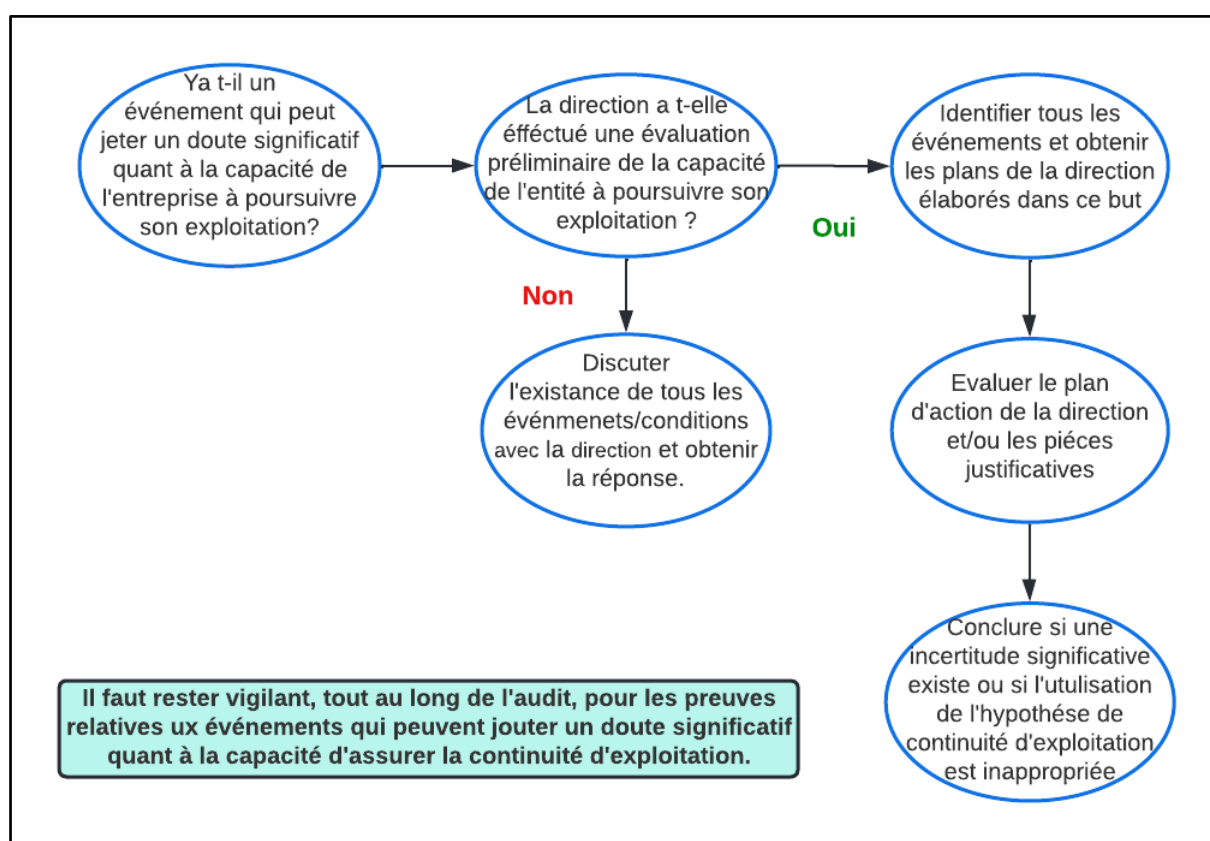 Ya t-il un
événement qui peut
jeter un doute significatif
quant à la capacité de
l'entreprise à poursuivre
son exploitation?
La direction a t-elle
éfféctué une évaluation
préliminaire de la capacité
de l'entité à poursuivre son
exploitation ?
Oui
Identifier tous les
événements et obtenir
les plans de la direction
élaborés dans ce but
Non
Discuter
l'existance de tous les
événmenets/conditions
avec la direction et obtenir
la réponse.
Evaluer le plan
d'action de la direction
et/ou les piéces
justificatives
Conclure si une
incertitude significative
existe ou si l'utulisation
de l'hypothése de
continuité d'exploitation
est inappropriée
Il faut rester vigilant, tout au long de l'audit, pour les preuves
relatives ux événements qui peuvent jouter un doute significatif
quant à la capacité d'assurer la continuité d'exploitation.